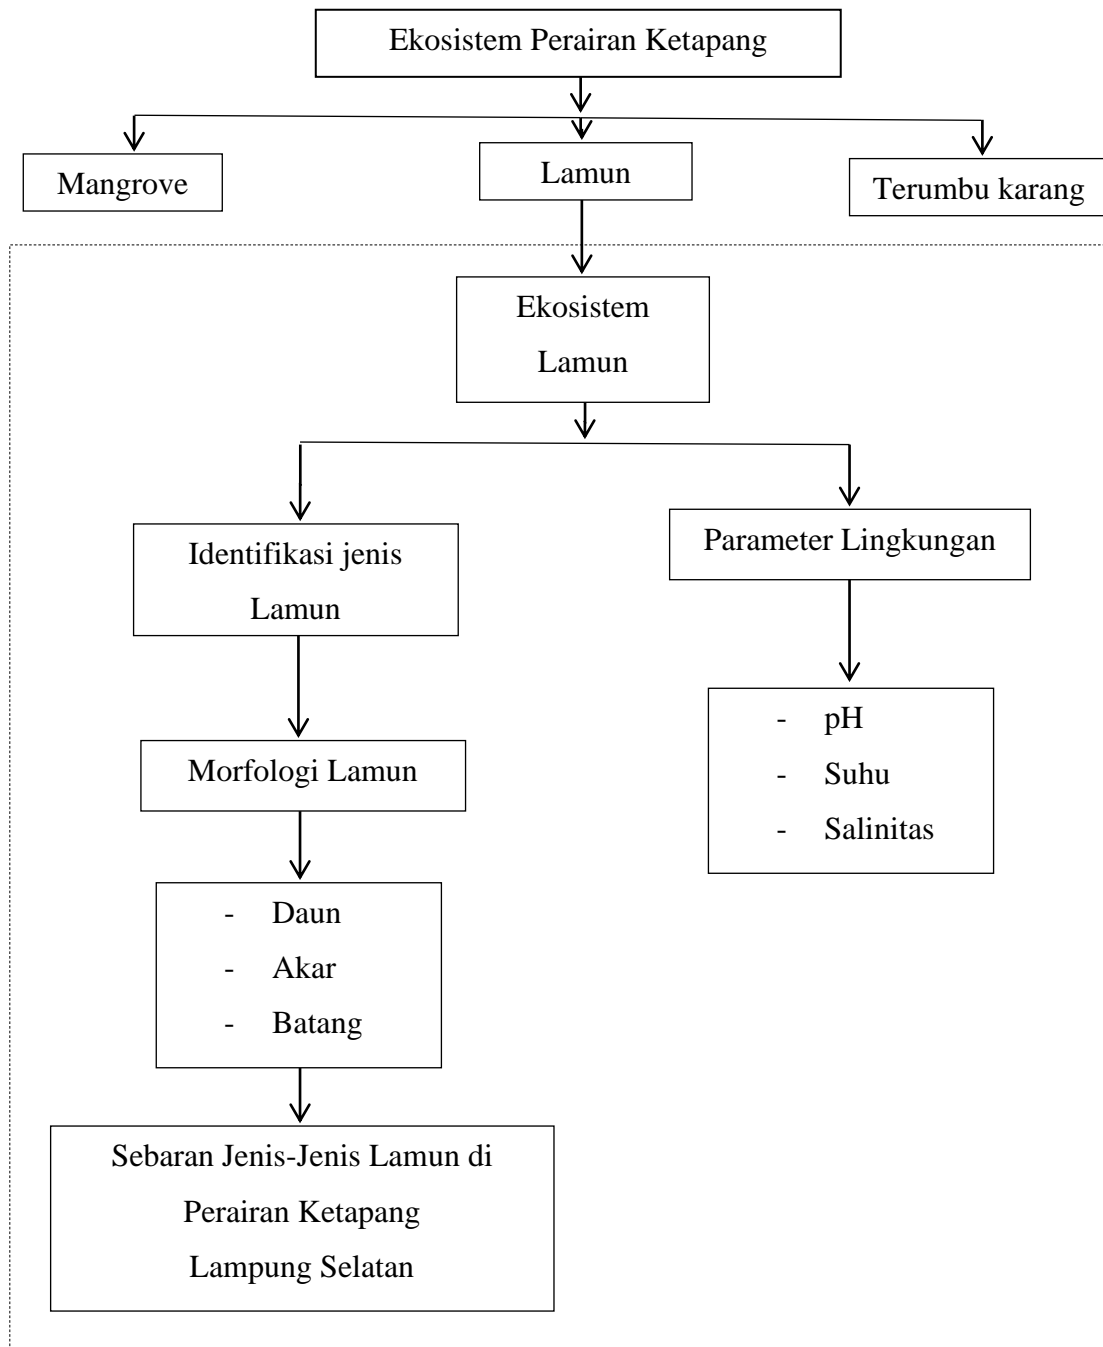 Ekosistem Perairan Ketapang
Mangrove
Lamun
Terumbu karang
Ekosistem
Lamun
Identifikasi jenis
Lamun
Parameter Lingkungan
Morfologi Lamun
- pH
- Suhu
- Salinitas
- Daun
- Akar
- Batang
Sebaran Jenis-Jenis Lamun di
Perairan Ketapang
Lampung Selatan